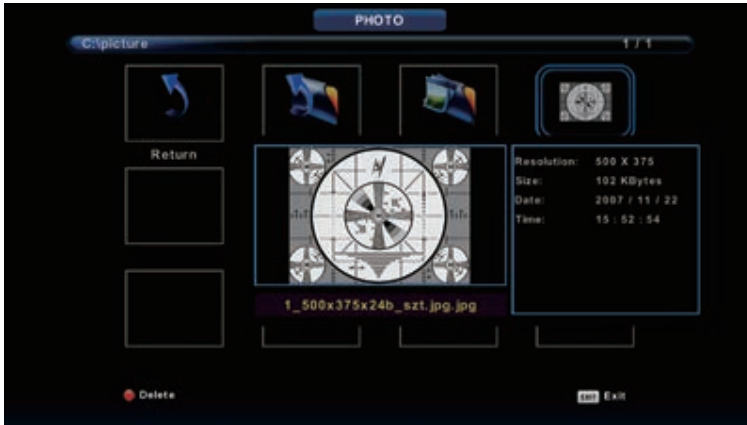 PHOTO
C:\picture
1 / 1
Return
Resolution: 500 X 375
Size: 102 KBytes
Date: 2007 / 11 / 22
Time: 15 : 52 : 54
1_500x375x24b_szt.jpg.jpg
Delete
EXIT Exit